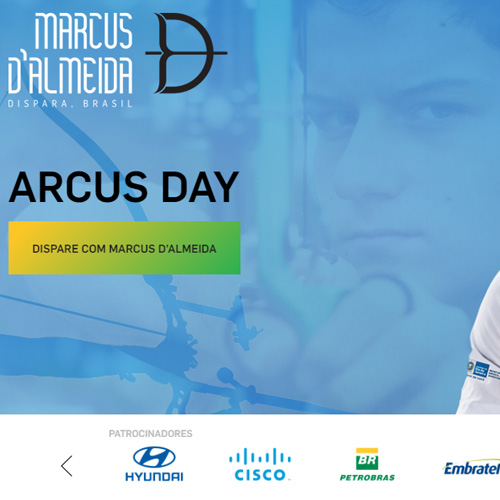 MARCUS
D'ALMEIDA
DISPARA, BRASIL
ARCUS DAY
DISPARE COM MARCUS D'ALMEIDA
PATROCINADORES
HYUNDAI
CISCO
BR
PETROBRAS
Embratel